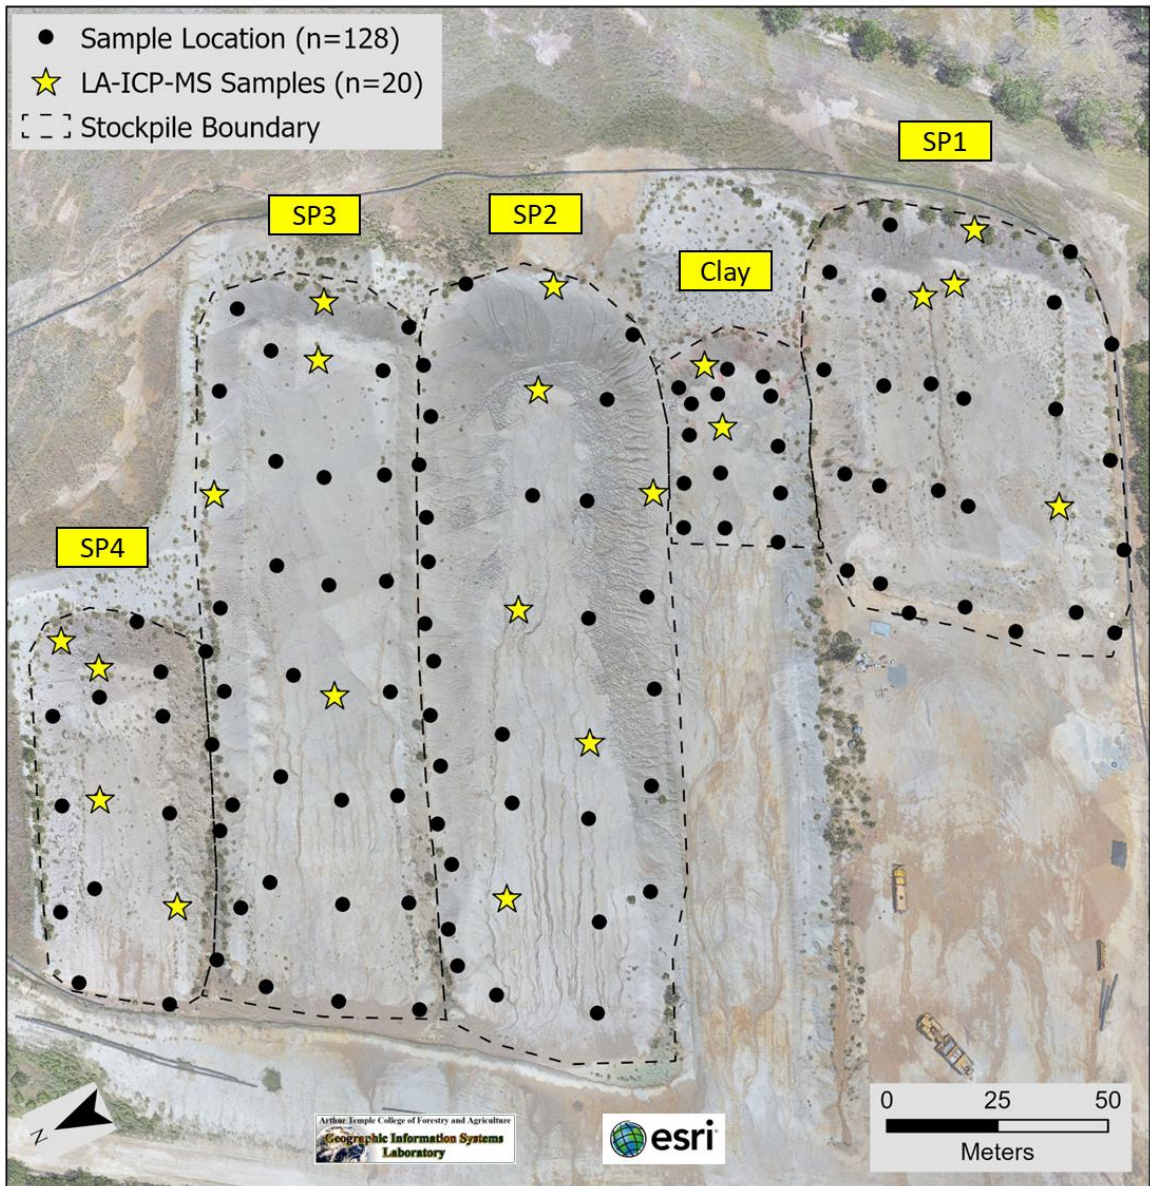 Sample Location (n=128)
LA-ICP-MS Samples (n=20)
Stockpile Boundary
SP1
SP3
SP2
Clay
SP4
N
0 25 50
Meters
Arthur Temple College of Forestry and Agriculture
Geographic Information Systems
Laboratory
esri